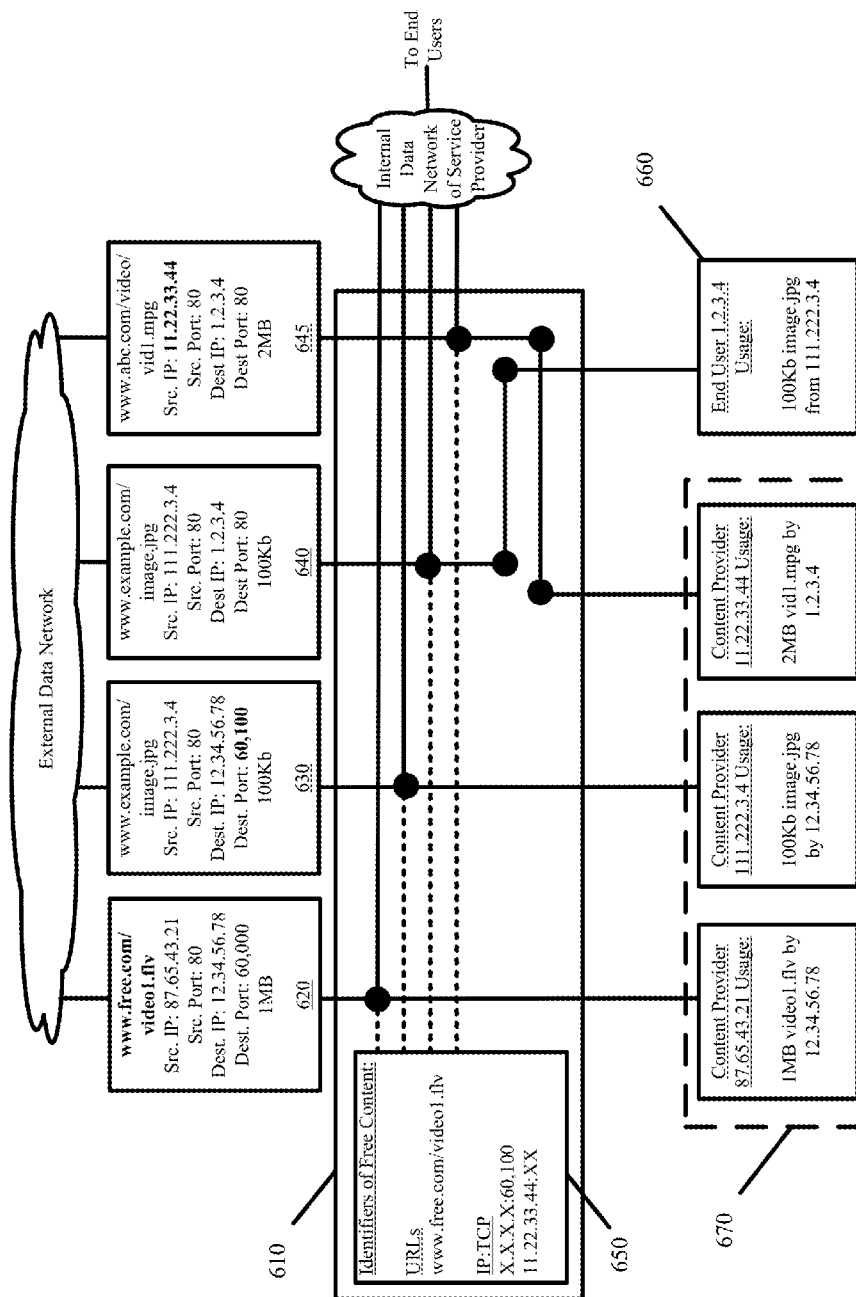 External Data Network
www.free.com/
video1.flv
Src. IP: 87.65.43.21
Src. Port: 80
Dest. IP: 12.34.56.78
Dest. Port: 60,000
1MB
620
www.example.com/
image.jpg
Src. IP: 111.222.3.4
Src. Port: 80
Dest. IP: 12.34.56.78
Dest. Port: 60,100
100Kb
630
www.example.com/
image.jpg
Src. IP: 111.222.3.4
Src. Port: 80
Dest IP: 1.2.3.4
Dest Port: 80
100Kb
640
www.abc.com/video/
vid1.mpg
Src. IP: 11.22.33.44
Src. Port: 80
Dest IP: 1.2.3.4
Dest Port: 80
2MB
645
610
Identifiers of Free Content:
URLs
www.free.com/video1.flv
IP:TCP
X.X.X.X:60,100
11.22.33.44:XX
650
Internal
Data
Network
of Service
Provider
To End
Users
670
Content Provider
87.65.43.21 Usage:
1MB video1.flv by
12.34.56.78
Content Provider
111.222.3.4 Usage:
100Kb image.jpg
by 12.34.56.78
Content Provider
11.22.33.44 Usage:
2MB vid1.mpg by
1.2.3.4
End User 1.2.3.4
Usage:
100Kb image.jpg
from 111.222.3.4
660